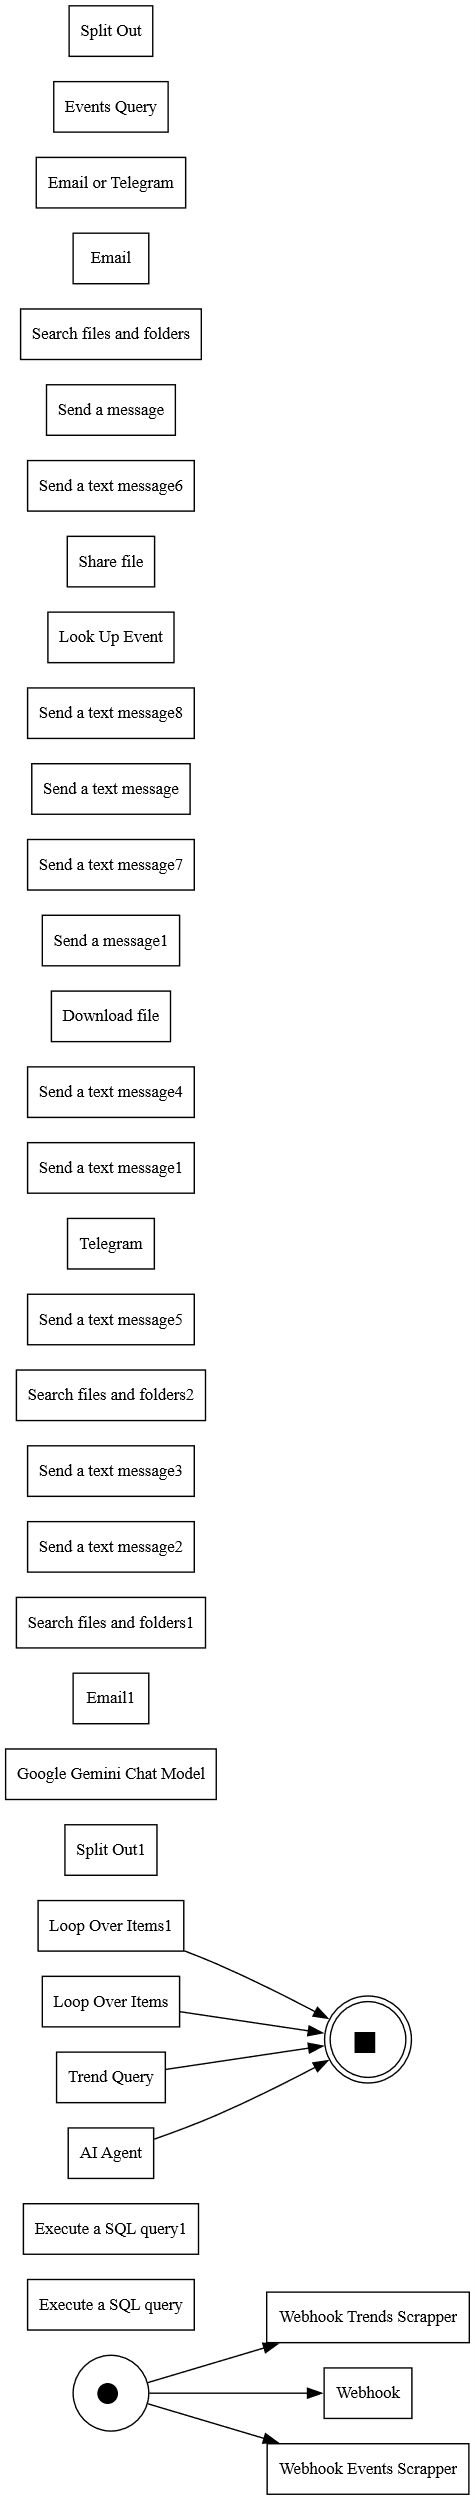 Split Out
Events Query
Email or Telegram
Email
Search files and folders
Send a message
Send a text message6
Share file
Look Up Event
Send a text message8
Send a text message
Send a text message7
Send a message1
Download file
Send a text message4
Send a text message1
Telegram
Send a text message5
Search files and folders2
Send a text message3
Send a text message2
Search files and folders1
Email1
Google Gemini Chat Model
Split Out1
Loop Over Items1
Loop Over Items
Trend Query
AI Agent
Execute a SQL query1
Execute a SQL query
Webhook Trends Scrapper
Webhook
Webhook Events Scrapper